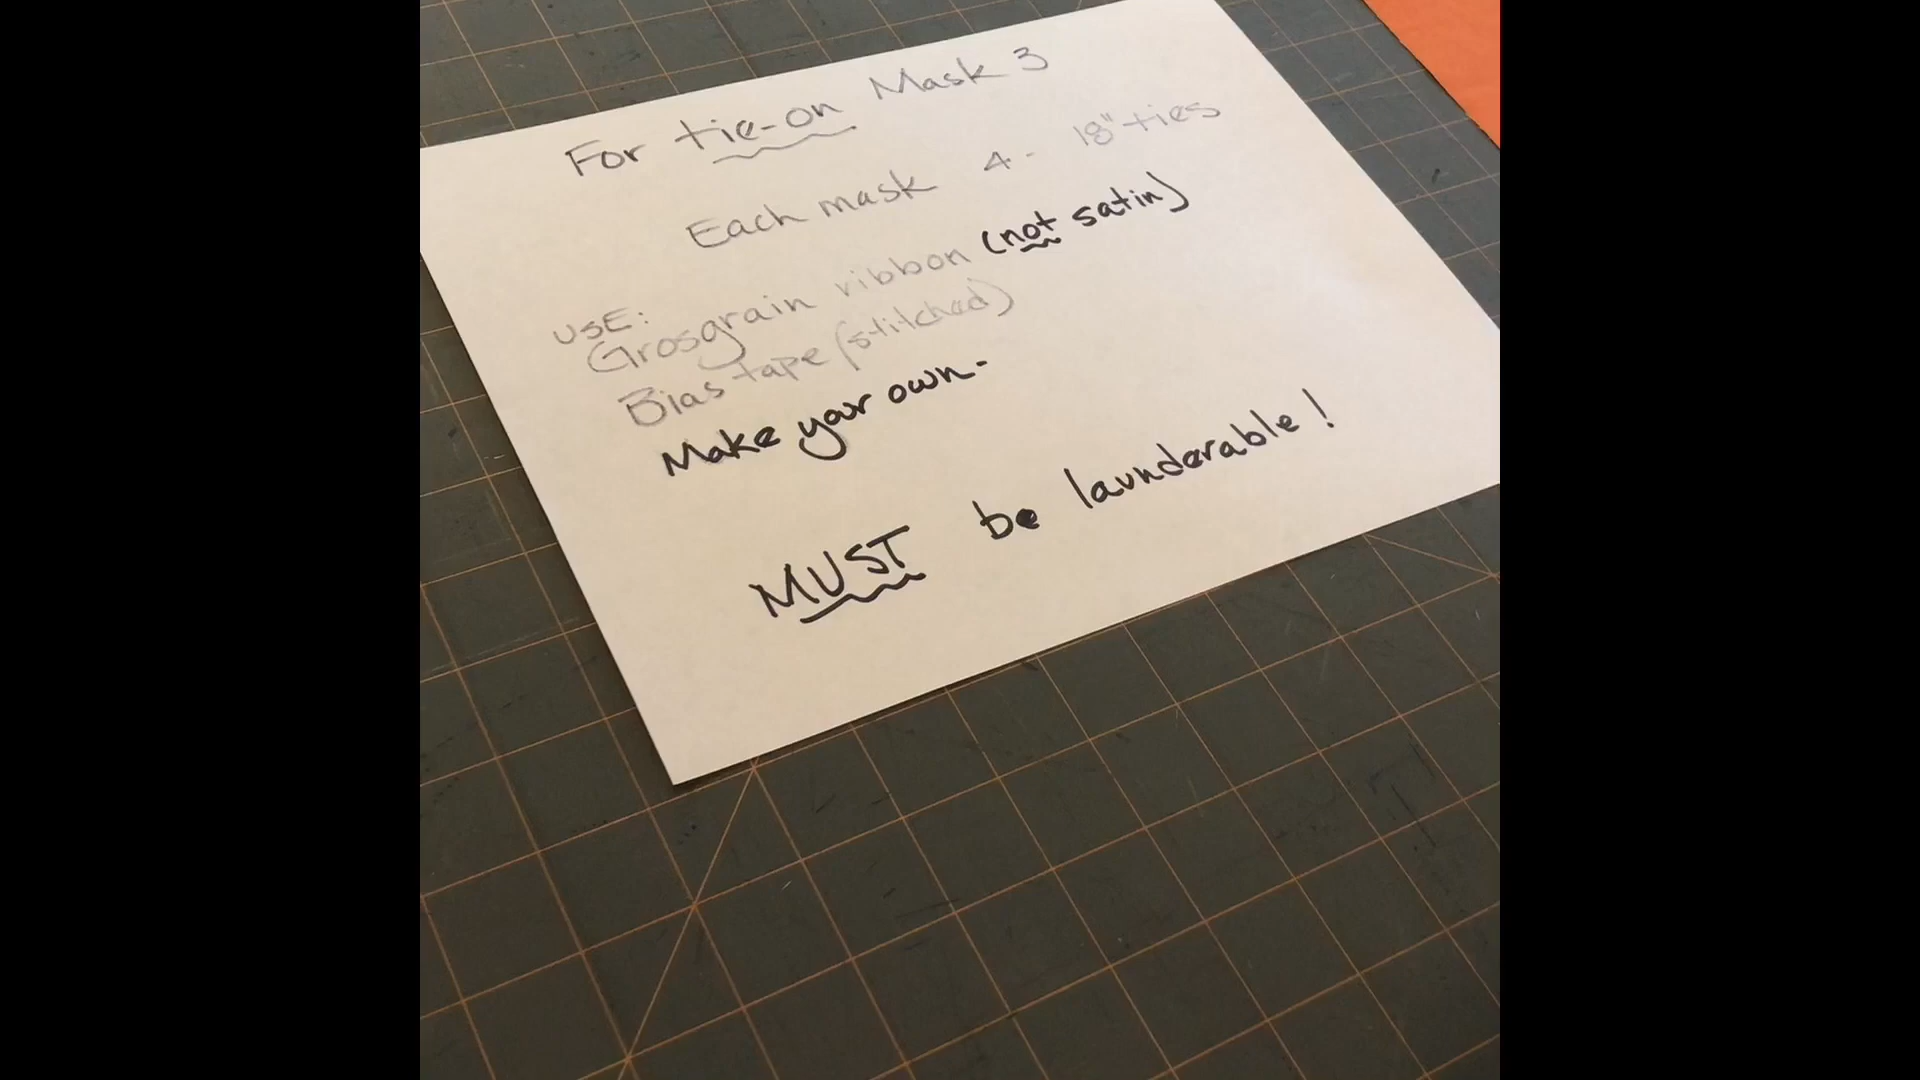 For tie-on Mask 3
Each mask 4 - 18" ties
USE:
Grosgrain ribbon (not satin)
Bias tape (stitched)
Make your own-
MUST be launderable!